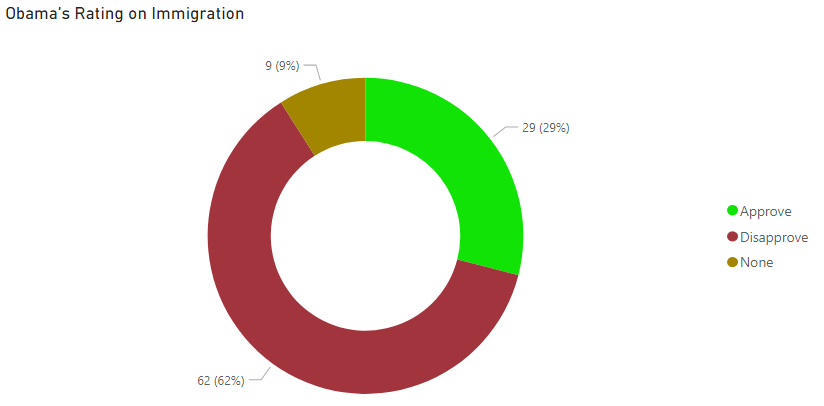 Obama's Rating on Immigration
9 (9%)
29 (29%)
Approve
Disapprove
None
62 (62%)